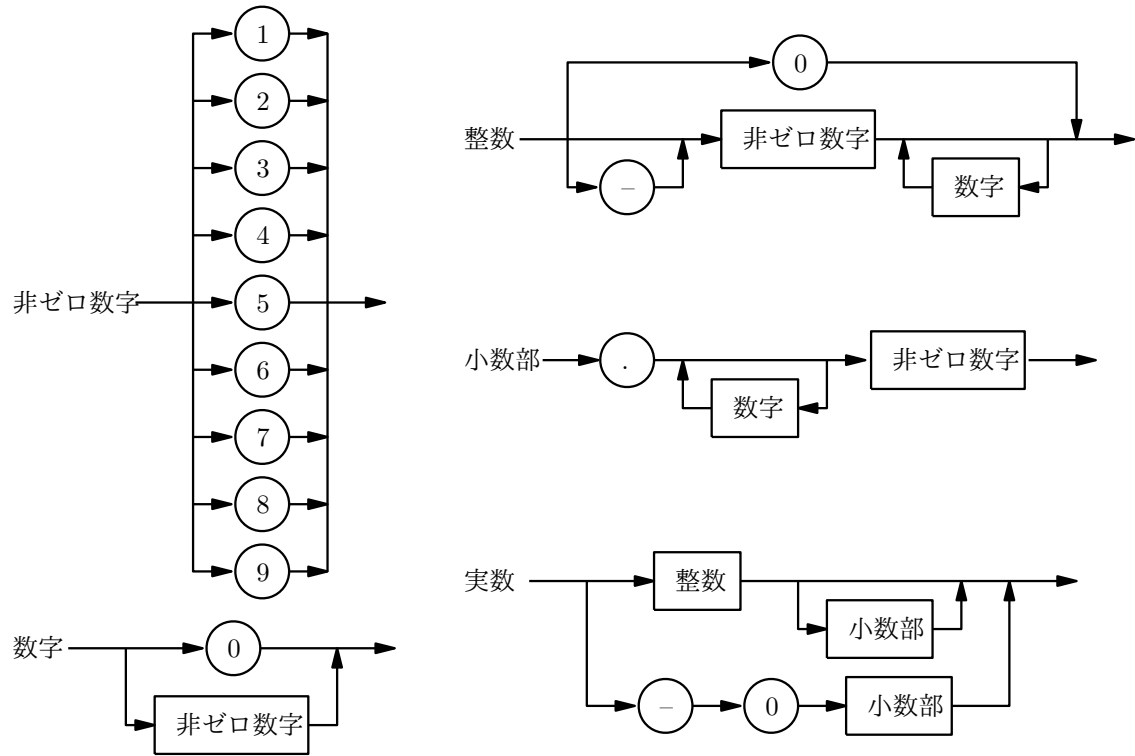 1
2
3
4
非ゼロ数字 5
6
7
8
9
数字 0
非ゼロ数字
0
整数 非ゼロ数字
– 数字
小数部 . 非ゼロ数字
数字
実数 整数
小数部
– 0 小数部